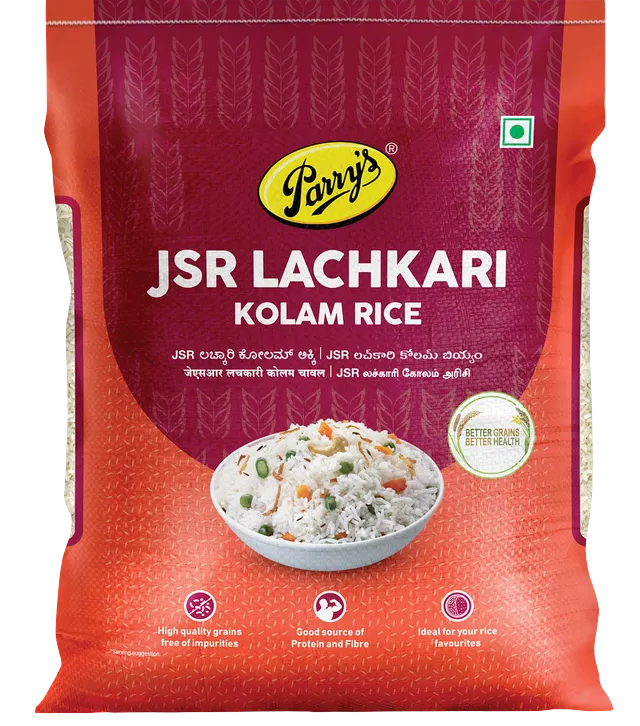 Parry's®
JSR LACHKARI
KOLAM RICE
JSR ಲಚ್ಕಾರಿ ಕೋಲಮ್ ಅಕ್ಕಿ | JSR లచ్‌కారి కోలమ్ బియ్యం
जेएसआर लचकारी कोलम चावल | JSR லச்காரி கோலம் அரிசி
BETTER GRAINS
BETTER HEALTH
High quality grains
free of impurities
Good source of
Protein and Fibre
Ideal for your rice
favourites
*Serving suggestion